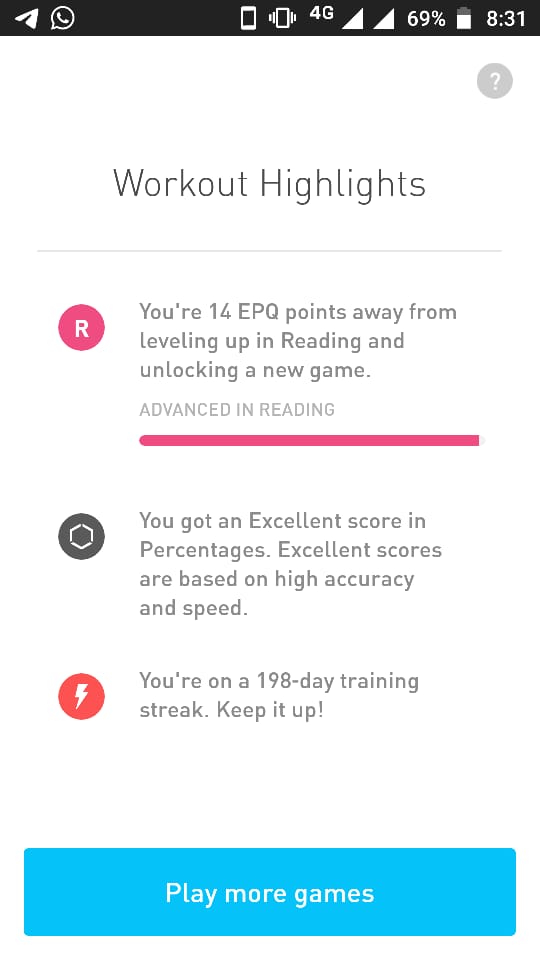 4G 69% 8:31
?
Workout Highlights
R
You're 14 EPQ points away from
leveling up in Reading and
unlocking a new game.
ADVANCED IN READING
You got an Excellent score in
Percentages. Excellent scores
are based on high accuracy
and speed.
You're on a 198-day training
streak. Keep it up!
Play more games